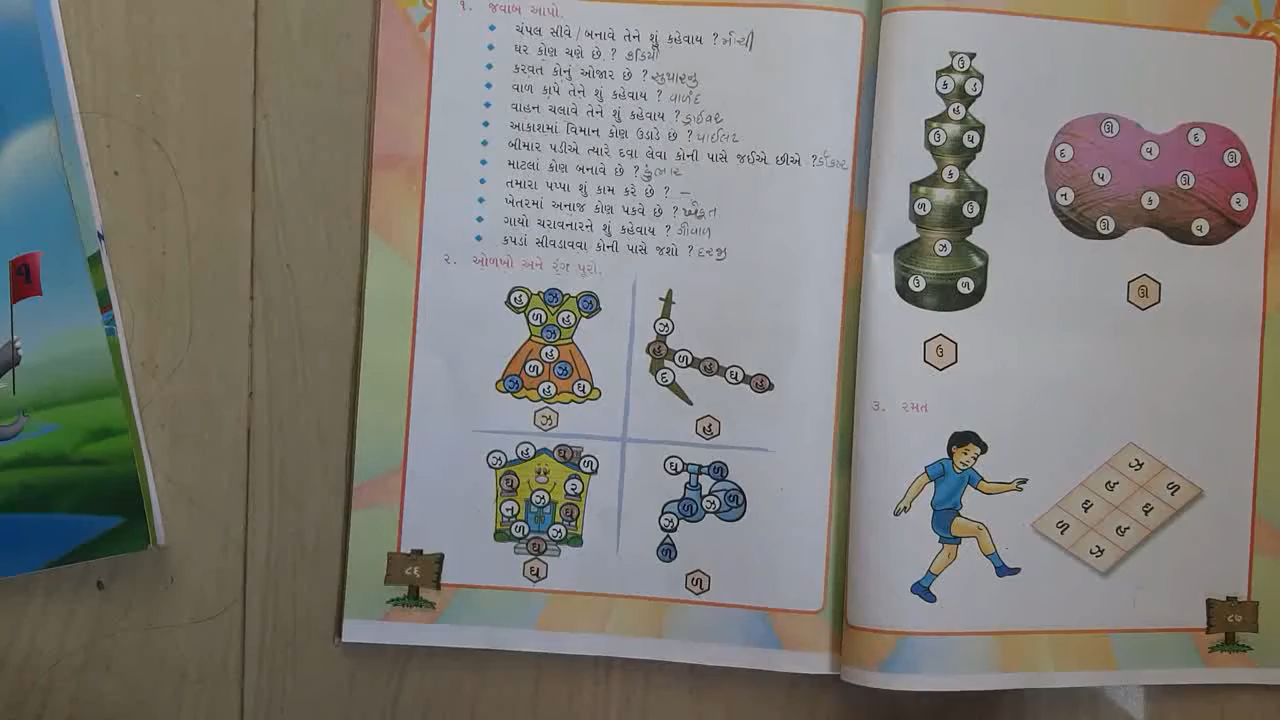 ૧. જવાબ આપો.
ચંપલ સીવે / બનાવે તેને શું કહેવાય ? મોચી
ઘર કોણ ચણે છે. ? કડિયો
કરવત કોનું ઓજાર છે ? સુથારનું
વાળ કાપે તેને શું કહેવાય ? વાળંદ
વાહન ચલાવે તેને શું કહેવાય ? ડ્રાઈવર
આકાશમાં વિમાન કોણ ઉડાડે છે ? પાઈલટ
બીમાર પડીએ ત્યારે દવા લેવા કોની પાસે જઈએ છીએ ? ડૉક્ટર
માટલાં કોણ બનાવે છે ? કુંભાર
તમારા પપ્પા શું કામ કરે છે ? –
ખેતરમાં અનાજ કોણ પકવે છે ? ખેડૂત
ગાયો ચરાવનારને શું કહેવાય ? ગોવાળ
કપડાં સીવડાવવા કોની પાસે જશો ? દરજી
૨. ઓળખો અને રંગ પૂરો.
હ ઝ ઝ
ળ હ
ઝ
હ
ળ ઝ
ઝ હ ઘ
ઝ
ઝ
હ ળ હ ઘ હ
દ
હ
ઝ હ ઘ ળ
ઘ ર
ઝ
ન ઘ
ળ ઝ
ઘ
ઘ
ઘ ળ
ળ ઝ ળ
ઝ
ળ
ળ
૮૬
ઉ
ક ડ
હ
ઉ ઘ
ક
ળ ઉ
ઝ
ઉ ળ
ઉ
ઊ દ
દ વ ઊ
પ ઊ
ન ક ર
ઊ વ
ઊ
૩. રમત
ઝ ળ
હ ઘ
ઘ હ
ળ ઝ
૮૭